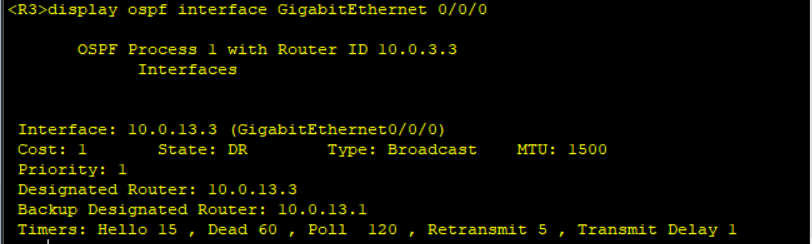 <R3>display ospf interface GigabitEthernet 0/0/0
OSPF Process 1 with Router ID 10.0.3.3
Interfaces
Interface: 10.0.13.3 (GigabitEthernet0/0/0)
Cost: 1 State: DR Type: Broadcast MTU: 1500
Priority: 1
Designated Router: 10.0.13.3
Backup Designated Router: 10.0.13.1
Timers: Hello 15 , Dead 60 , Poll 120 , Retransmit 5 , Transmit Delay 1